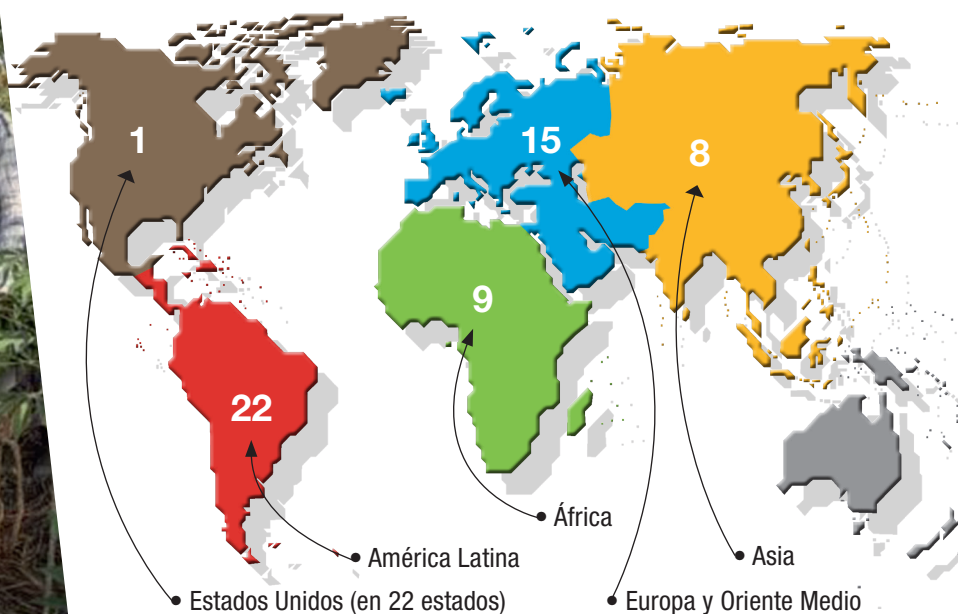 1
15
8
9
22
África
América Latina
Asia
Estados Unidos (en 22 estados)
Europa y Oriente Medio